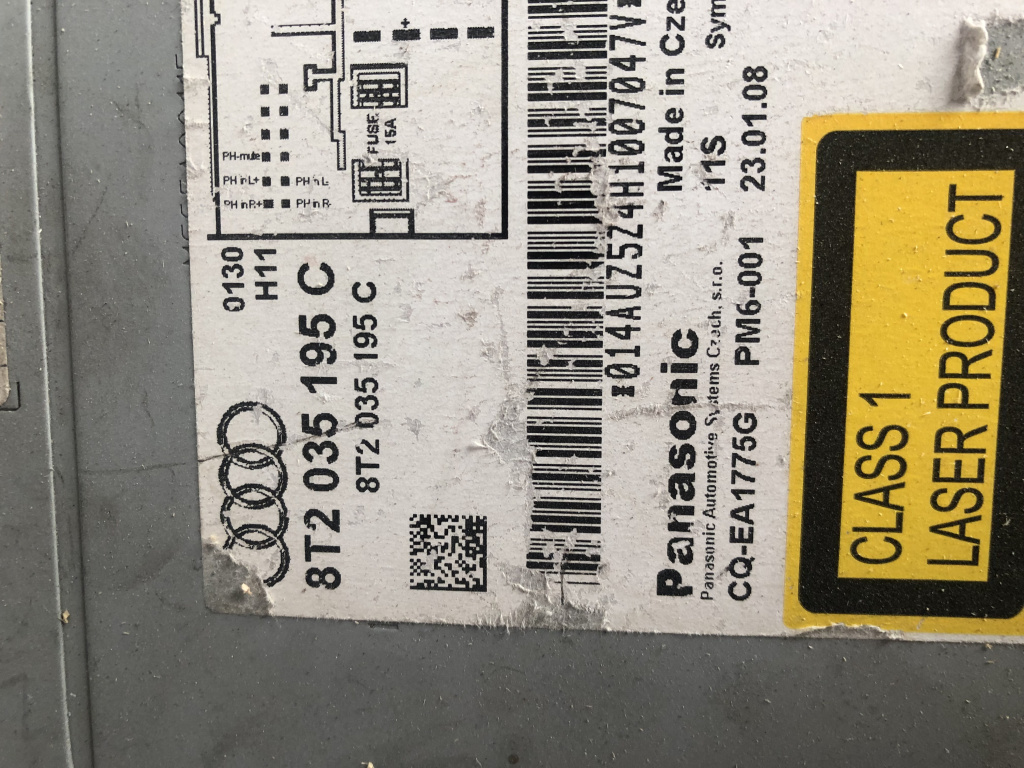 PH-mute
PH in L+ PH in L-
PH in R+ PH in R-
+
FUSE
15A
0130
H11
8T2 035 195 C
8T2 035 195 C
*014AUZ5Z4H1007047V*
Panasonic Made in Cze
Panasonic Automotive Systems Czech, s.r.o. 11S Sym
CQ-EA1775G PM6-001 23.01.08
CLASS 1
LASER PRODUCT